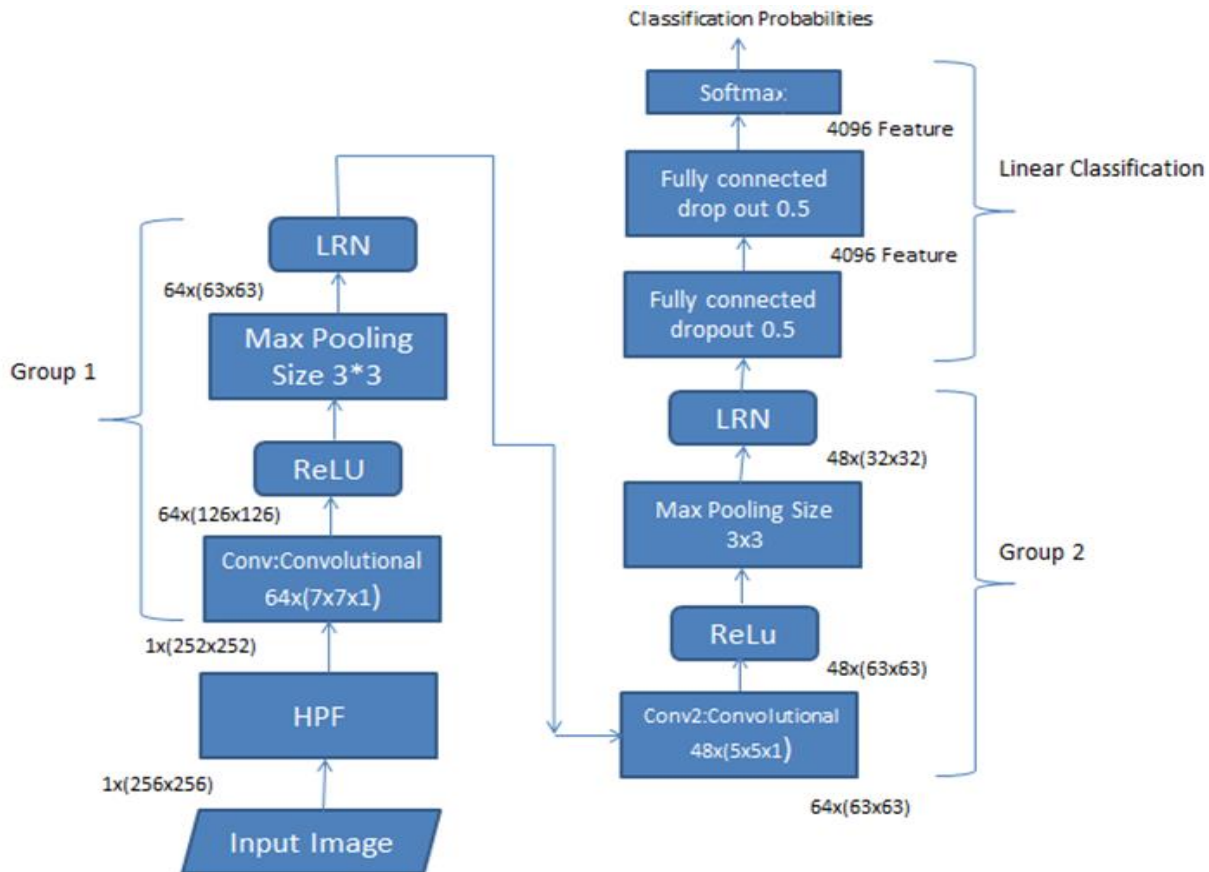 Classification Probabilities
Softmax
4096 Feature
Fully connected
drop out 0.5
Linear Classification
4096 Feature
Fully connected
dropout 0.5
LRN
48x(32x32)
Max Pooling Size
3x3
Group 2
ReLu
48x(63x63)
Conv2:Convolutional
48x(5x5x1)
64x(63x63)
LRN
64x(63x63)
Max Pooling
Size 3*3
Group 1
ReLU
64x(126x126)
Conv:Convolutional
64x(7x7x1)
1x(252x252)
HPF
1x(256x256)
Input Image